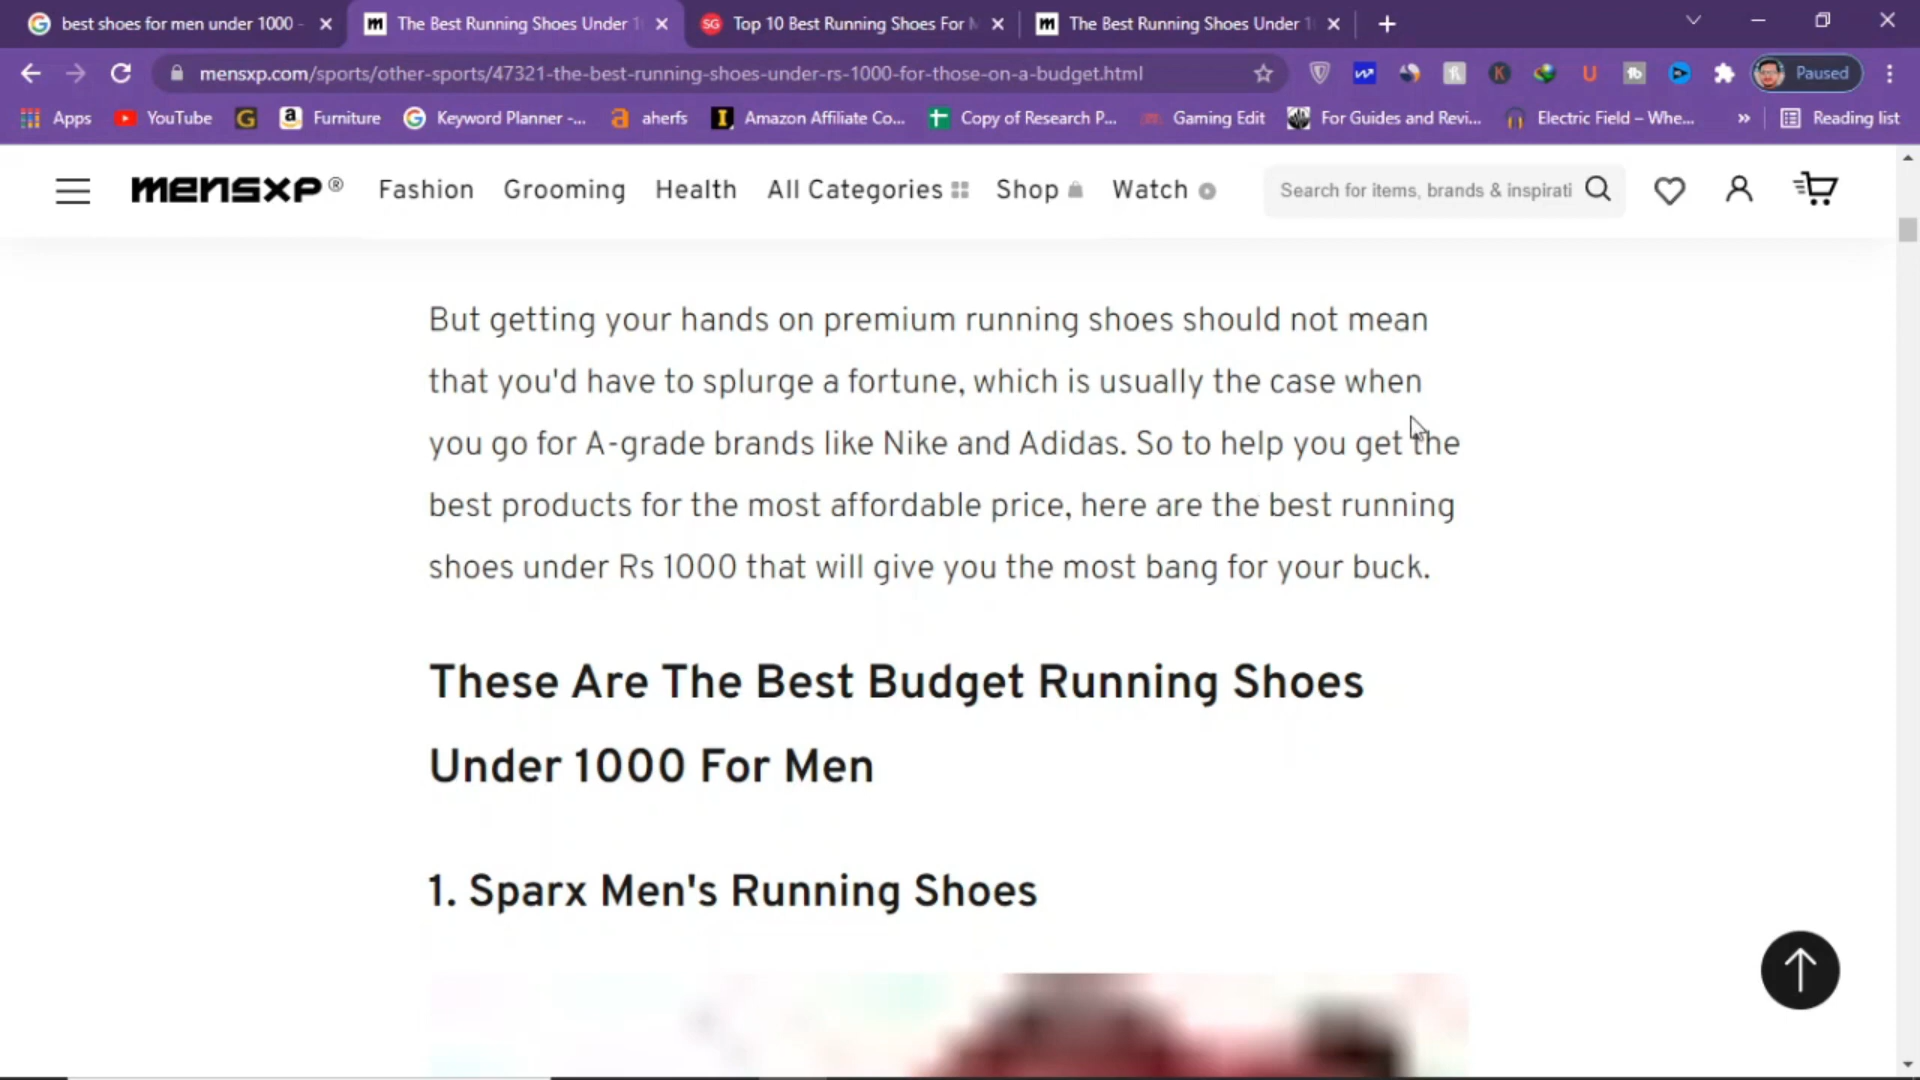 best shoes for men under 1000 -
The Best Running Shoes Under 1
Top 10 Best Running Shoes For M
The Best Running Shoes Under 1
mensxp.com/sports/other-sports/47321-the-best-running-shoes-under-rs-1000-for-those-on-a-budget.html
Paused
Apps YouTube Furniture Keyword Planner -... aherfs Amazon Affiliate Co... Copy of Research P... Gaming Edit For Guides and Revi... Electric Field – Whe... » Reading list
mensxp® Fashion Grooming Health All Categories Shop Watch Search for items, brands & inspirati
But getting your hands on premium running shoes should not mean
that you'd have to splurge a fortune, which is usually the case when
you go for A-grade brands like Nike and Adidas. So to help you get the
best products for the most affordable price, here are the best running
shoes under Rs 1000 that will give you the most bang for your buck.
These Are The Best Budget Running Shoes
Under 1000 For Men
1. Sparx Men's Running Shoes